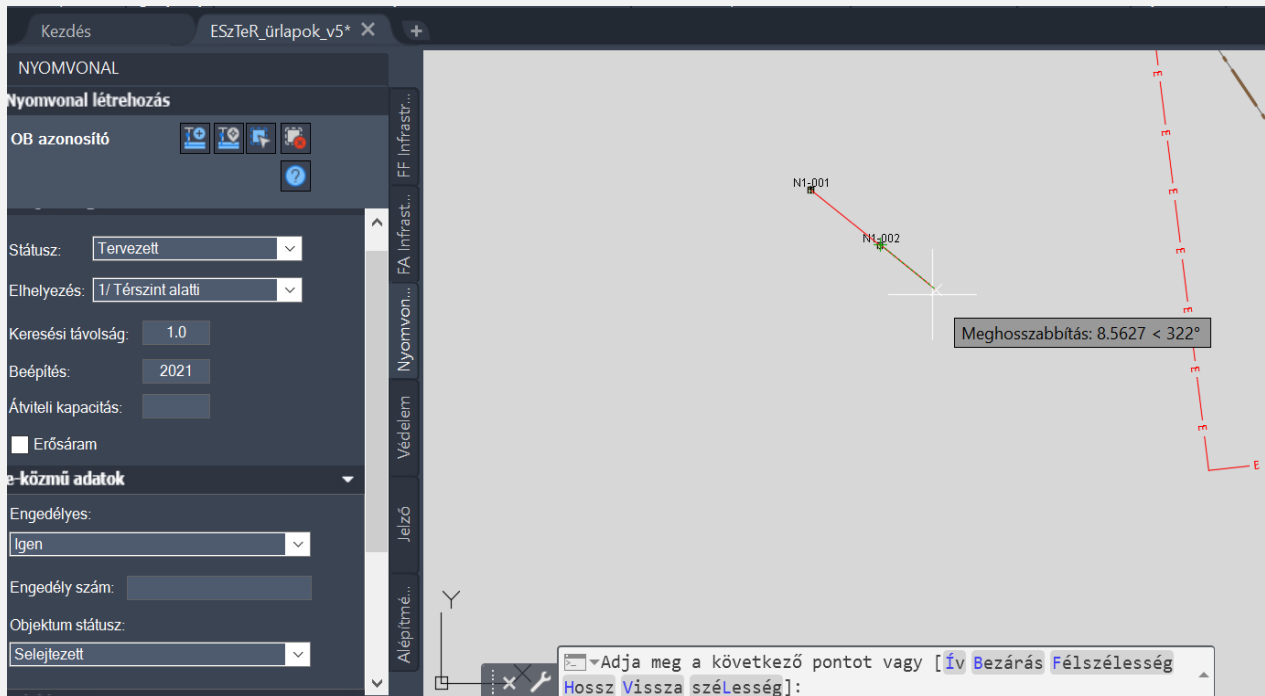 Kezdés
ESzTeR_ürlapok_v5*
NYOMVONAL
Nyomvonal létrehozás
OB azonosító
Státusz:
Tervezett
Elhelyezés:
1/ Térszint alatti
Keresési távolság:
1.0
Beépítés:
2021
Átviteli kapacitás:
Erősáram
e-közmű adatok
Engedélyes:
Igen
Engedély szám:
Objektum státusz:
Selejtezett
FF Infrastr...
FA Infrast...
Nyomvon...
Védelem
Jelző
Alépítmé...
N1-001
N1-002
Meghosszabbítás: 8.5627 < 322°
E
E
E
E
E
E
E
E
Y
X
Adja meg a következő pontot vagy [Ív Bezárás Félszélesség
Hossz Vissza széLesség]: